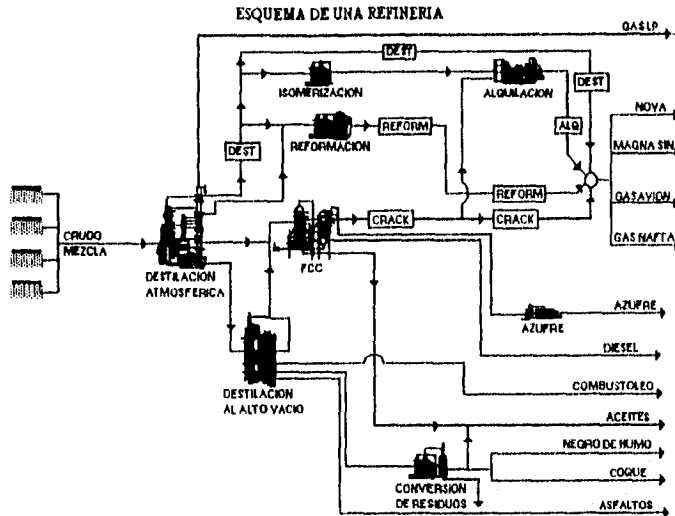 ESQUEMA DE UNA REFINERIA
GAS LP
DEST
ISOMERIZACION
ALQUILACION
DEST
NOVA
REFORMACION
REFORM
ALQ
MAGNA SIN
DEST
REFORM
GASAVION
CRACK
CRACK
CRUDO
MEZCLA
GAS NAFTA
DESTILACION
ATMOSFERICA
FCC
AZUFRE
AZUFRE
DIESEL
COMBUSTOLEO
DESTILACION
AL ALTO VACIO
ACEITES
NEGRO DE HUMO
COQUE
CONVERSION
DE RESIDUOS
ASFALTOS